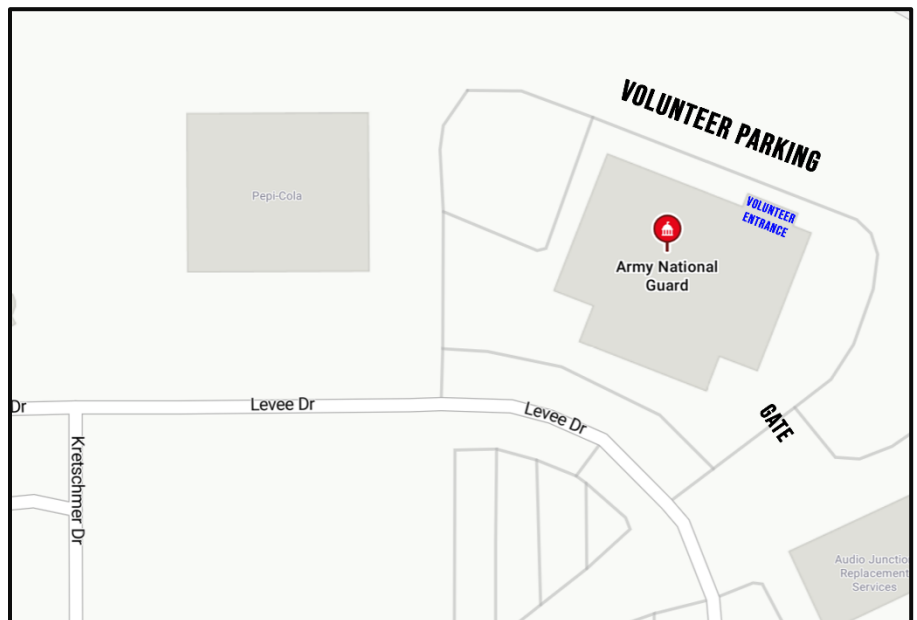 VOLUNTEER PARKING
Pepi-Cola
VOLUNTEER
ENTRANCE
Army National
Guard
GATE
Dr
Levee Dr
Levee Dr
Kretschmer Dr
Audio Junctio
Replacement
Services